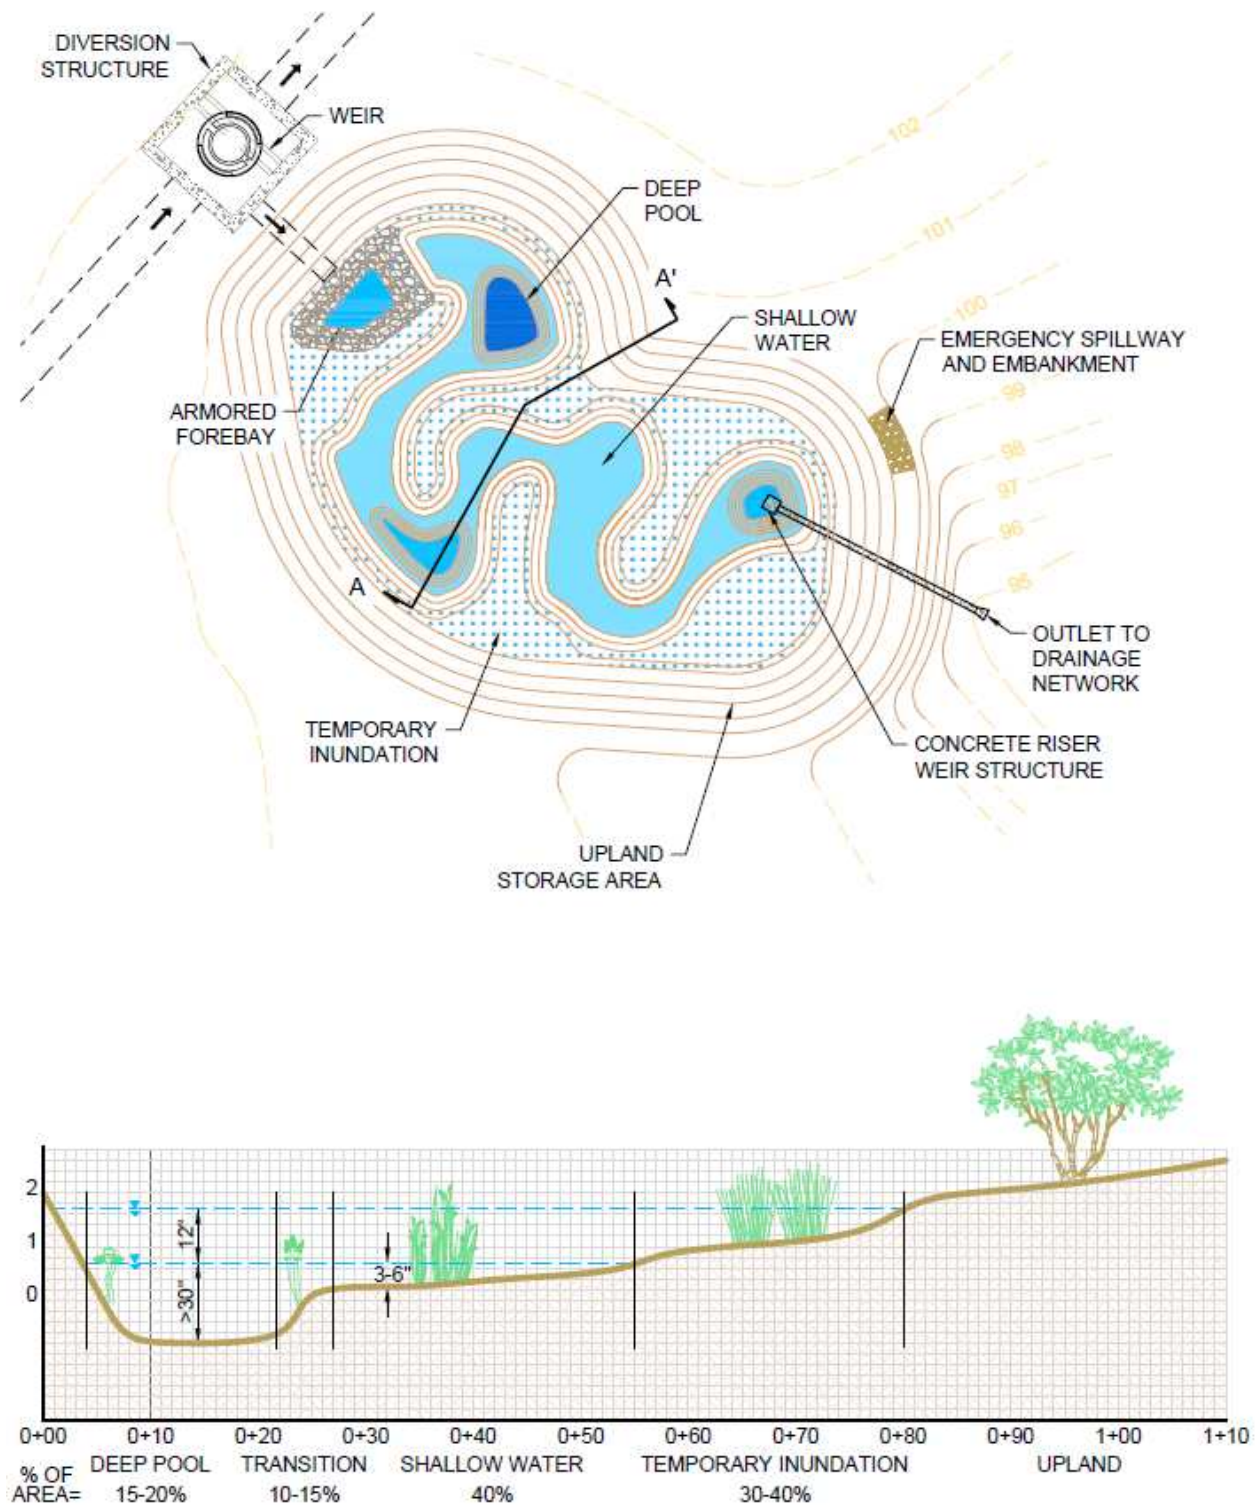 DIVERSION
STRUCTURE
WEIR
102
DEEP
POOL
101
A'
100
SHALLOW
WATER
EMERGENCY SPILLWAY
AND EMBANKMENT
99
ARMORED
FOREBAY
98
97
96
A
95
OUTLET TO
DRAINAGE
NETWORK
TEMPORARY
INUNDATION
CONCRETE RISER
WEIR STRUCTURE
UPLAND
STORAGE AREA
2
1
0
12"
>30"
3-6"
0+00 0+10 0+20 0+30 0+40 0+50 0+60 0+70 0+80 0+90 1+00 1+10
DEEP POOL TRANSITION SHALLOW WATER TEMPORARY INUNDATION UPLAND
% OF
AREA= 15-20% 10-15% 40% 30-40%